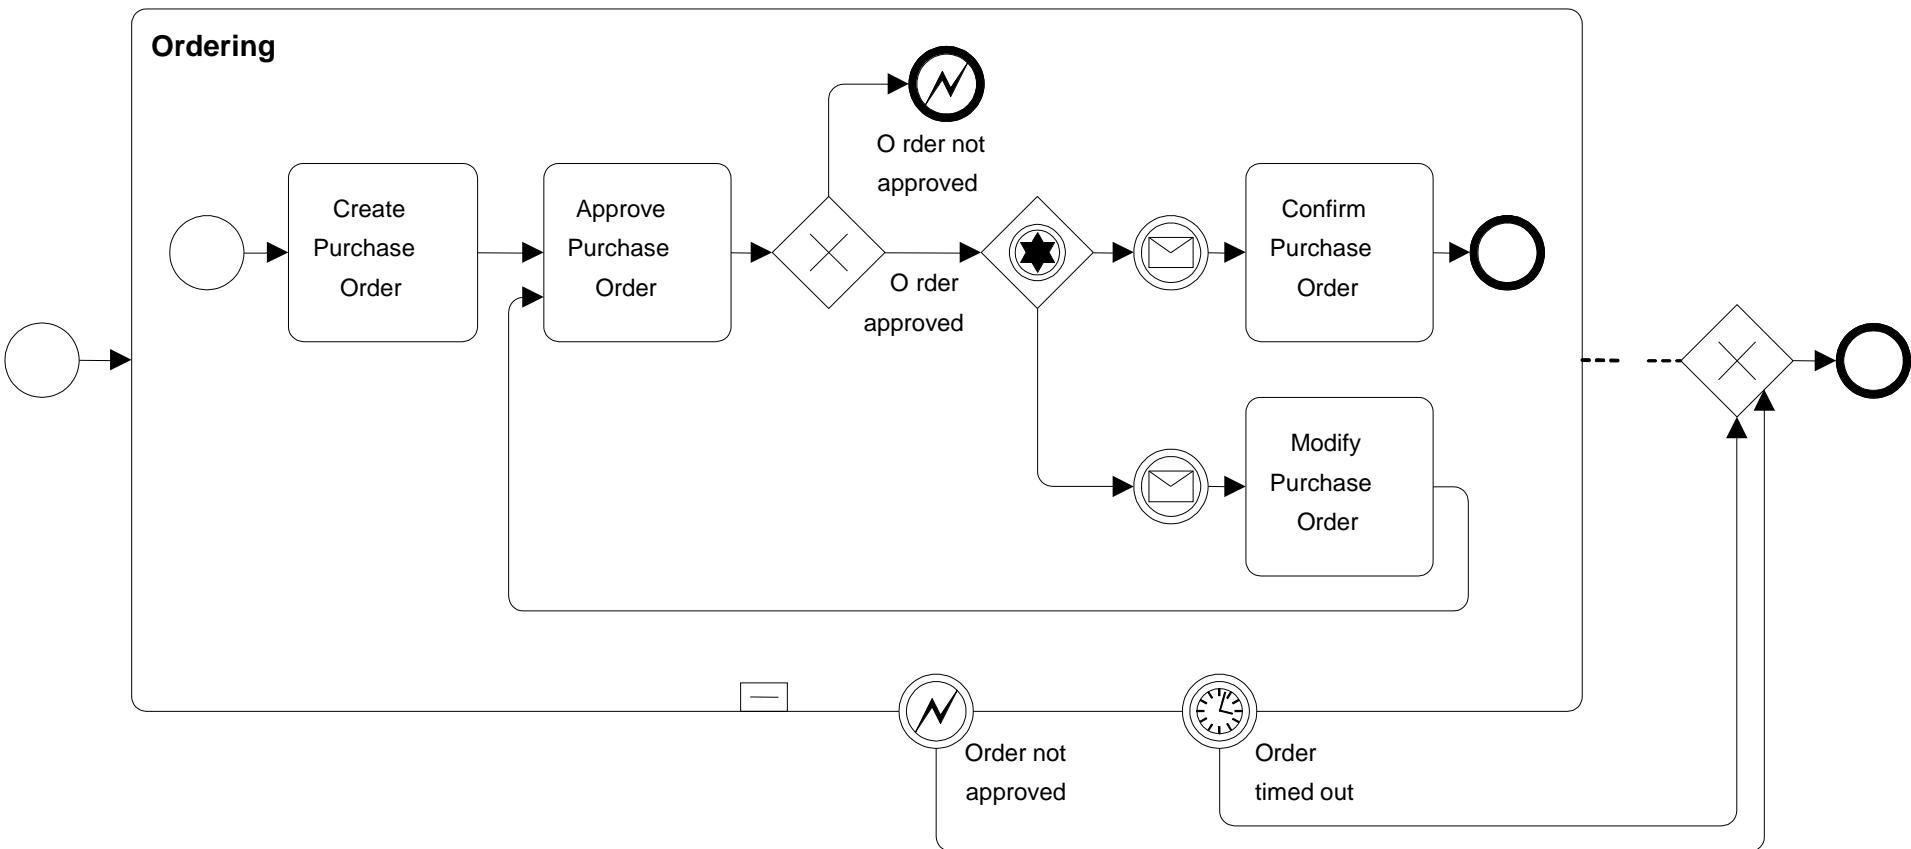 Ordering
O rder not
approved
Create
Purchase
Order
Approve
Purchase
Order
O rder
approved
Confirm
Purchase
Order
Modify
Purchase
Order
Order not
approved
Order
timed out